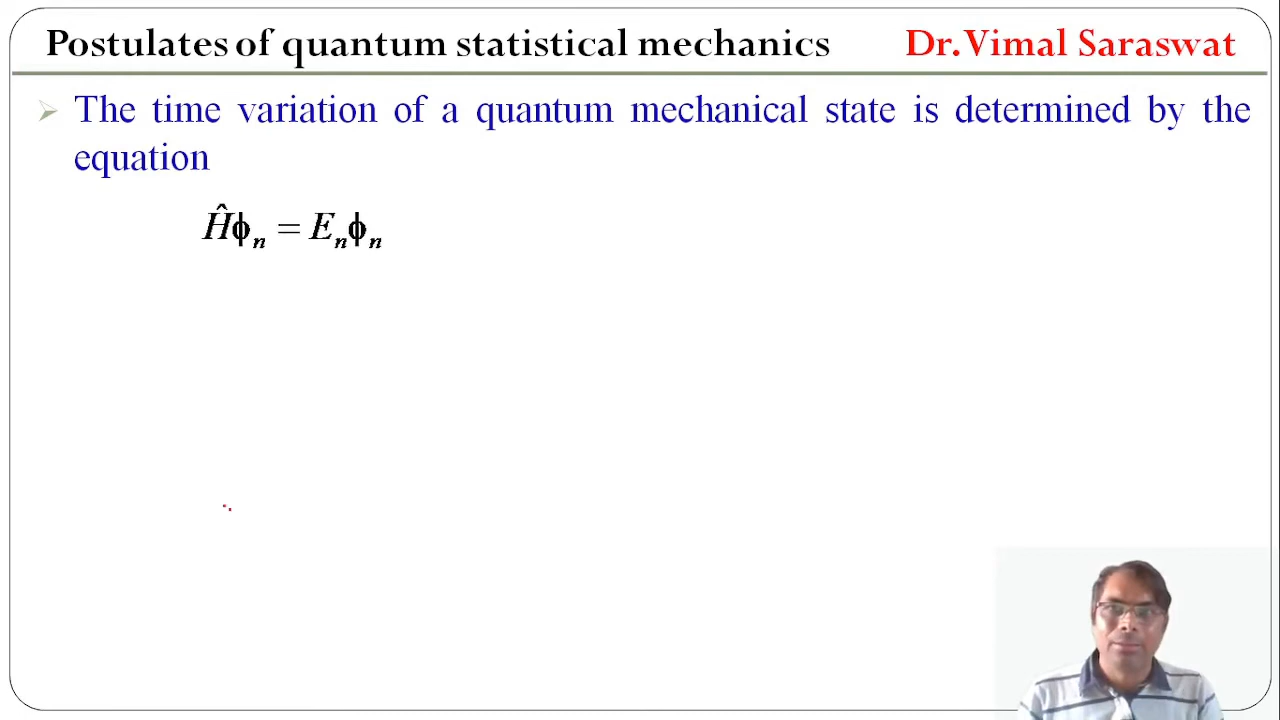 Postulates of quantum statistical mechanics Dr. Vimal Saraswat
The time variation of a quantum mechanical state is determined by the
equation
Ĥϕₙ = Eₙϕₙ